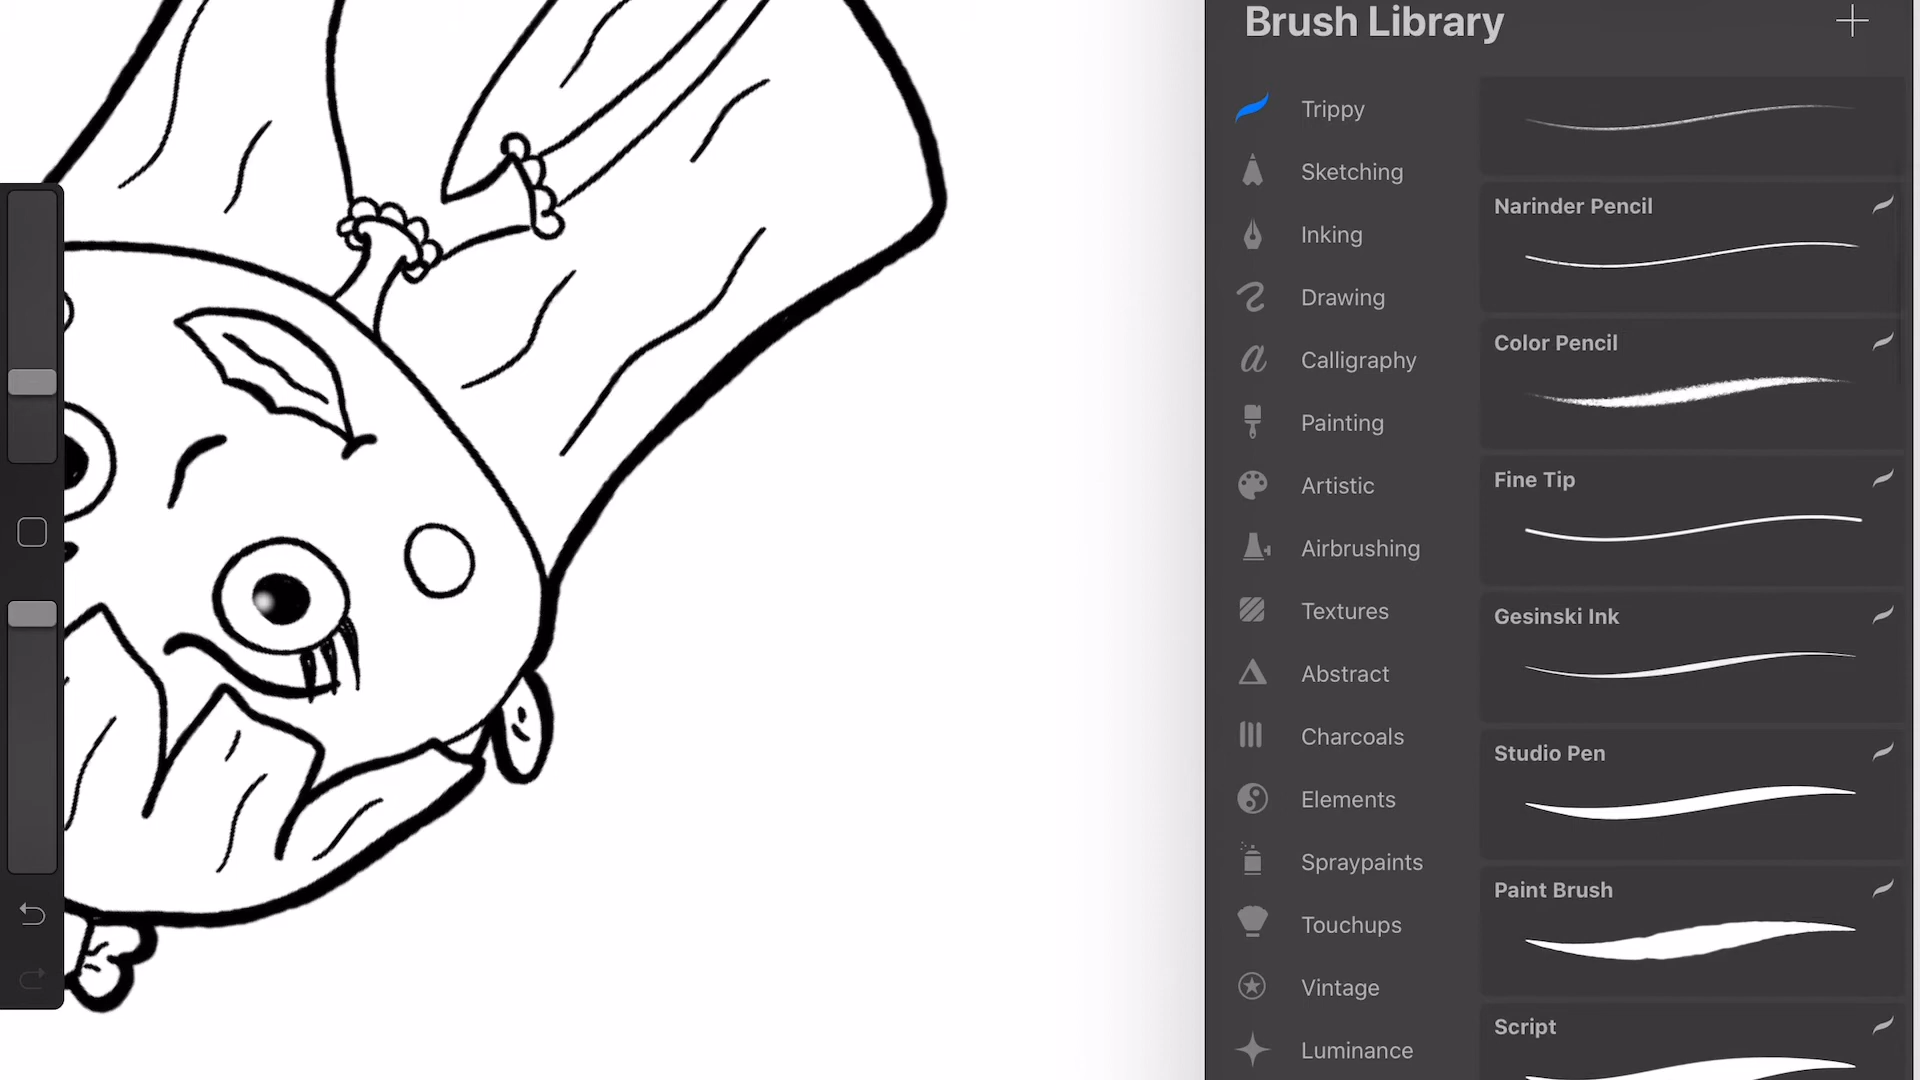 Brush Library
Trippy
Sketching
Inking
Drawing
Calligraphy
Painting
Artistic
Airbrushing
Textures
Abstract
Charcoals
Elements
Spraypaints
Touchups
Vintage
Luminance
Narinder Pencil
Color Pencil
Fine Tip
Gesinski Ink
Studio Pen
Paint Brush
Script